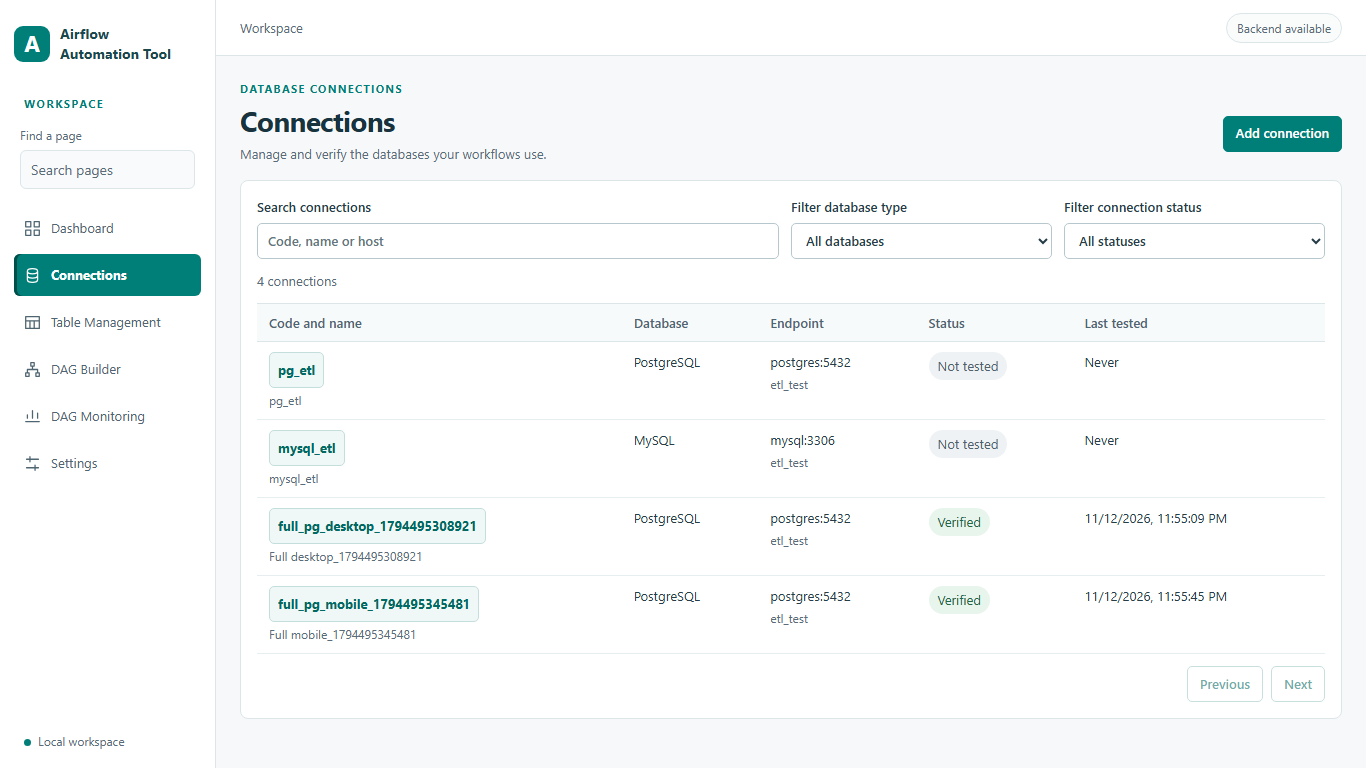 A
Airflow
Automation Tool
WORKSPACE
Find a page
Search pages
Dashboard
Connections
Table Management
DAG Builder
DAG Monitoring
Settings
Local workspace
Workspace
Backend available
DATABASE CONNECTIONS
Connections
Manage and verify the databases your workflows use.
Add connection
Search connections
Filter database type
Filter connection status
Code, name or host
All databases
All statuses
4 connections
Code and name Database Endpoint Status Last tested
pg_etl PostgreSQL postgres:5432 Not tested Never
pg_etl etl_test
mysql_etl MySQL mysql:3306 Not tested Never
mysql_etl etl_test
full_pg_desktop_1794495308921 PostgreSQL postgres:5432 Verified 11/12/2026, 11:55:09 PM
Full desktop_1794495308921 etl_test
full_pg_mobile_1794495345481 PostgreSQL postgres:5432 Verified 11/12/2026, 11:55:45 PM
Full mobile_1794495345481 etl_test
Previous Next